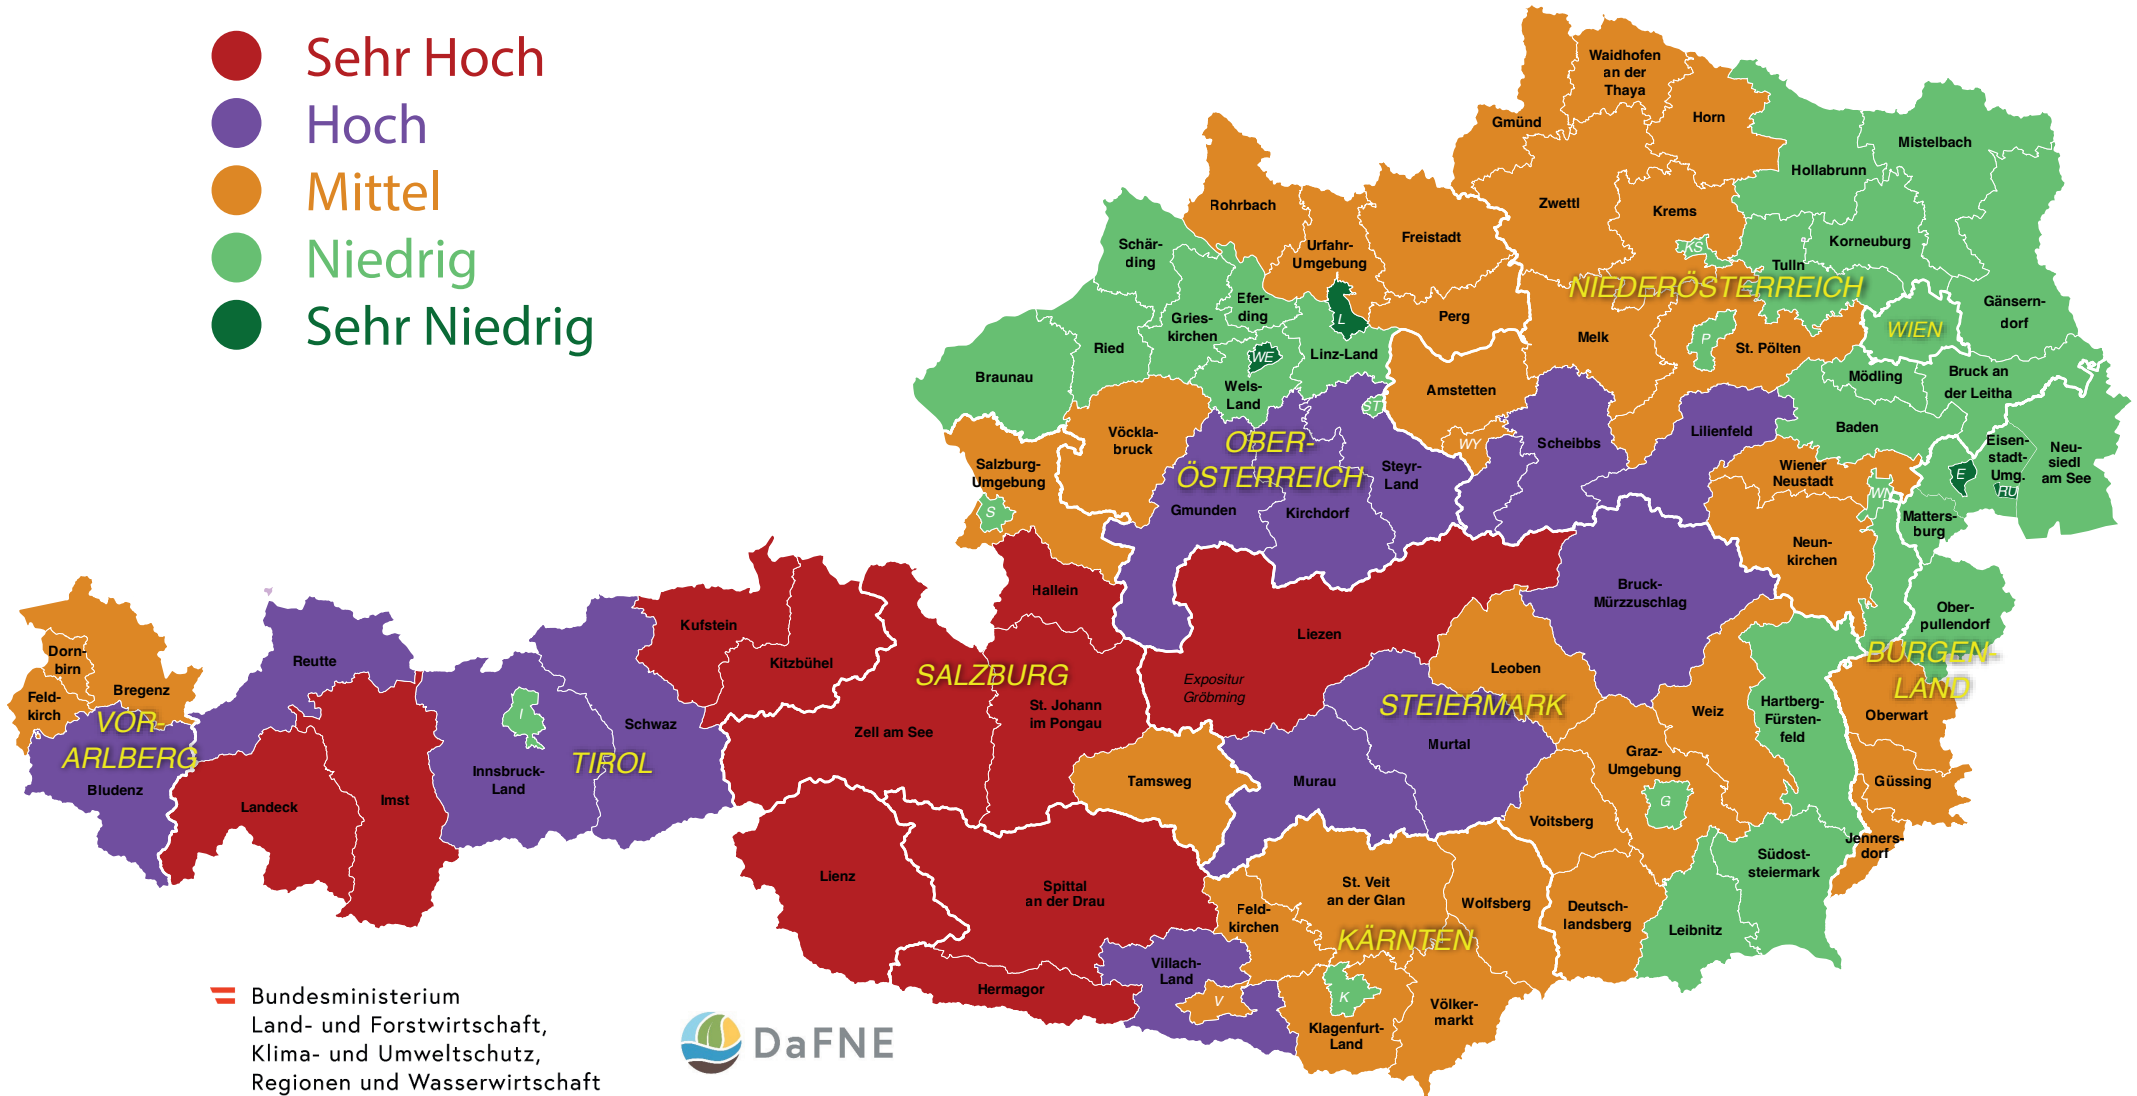 Sehr Hoch
Hoch
Mittel
Niedrig
Sehr Niedrig
Waidhofen
an der
Thaya
Gmünd
Horn
Mistelbach
Hollabrunn
Zwettl
Krems
Rohrbach
Freistadt
Urfahr-
Umgebung
Schär-
ding
KS
Korneuburg
Tulln
NIEDERÖSTERREICH
Efer-
ding
Gries-
kirchen
L
Perg
Gänsern-
dorf
WIEN
Melk
P
St. Pölten
Ried
WE
Linz-Land
Braunau
Wels-
Land
Amstetten
Mödling
Bruck an
der Leitha
ST
Baden
Lilienfeld
Scheibbs
WY
Vöckla-
bruck
OBER-
ÖSTERREICH
Steyr-
Land
Salzburg-
Umgebung
S
Gmunden
Kirchdorf
Wiener
Neustadt
WN
Eisen-
stadt-
Umg.
E
RU
Neu-
siedl
am See
Matters-
burg
Neun-
kirchen
Bruck-
Mürzzuschlag
Ober-
pullendorf
BURGEN-
LAND
Hallein
Liezen
Expositur
Gröbming
Leoben
Kufstein
Kitzbühel
SALZBURG
St. Johann
im Pongau
Zell am See
STEIERMARK
Murtal
Murau
Tamsweg
Weiz
Hartberg-
Fürsten-
feld
Oberwart
Güssing
Jenners-
dorf
Graz-
Umgebung
G
Voitsberg
Südost-
steiermark
Leibnitz
Deutsch-
landsberg
Dorn-
birn
Feld-
kirch
Bregenz
VOR-
ARLBERG
Bludenz
Reutte
Landeck
Imst
I
Innsbruck-
Land
TIROL
Schwaz
Lienz
Spittal
an der Drau
Hermagor
Villach-
Land
V
Feld-
kirchen
St. Veit
an der Glan
KÄRNTEN
Wolfsberg
K
Klagenfurt-
Land
Völker-
markt
Bundesministerium
Land- und Forstwirtschaft,
Klima- und Umweltschutz,
Regionen und Wasserwirtschaft
DaFNE